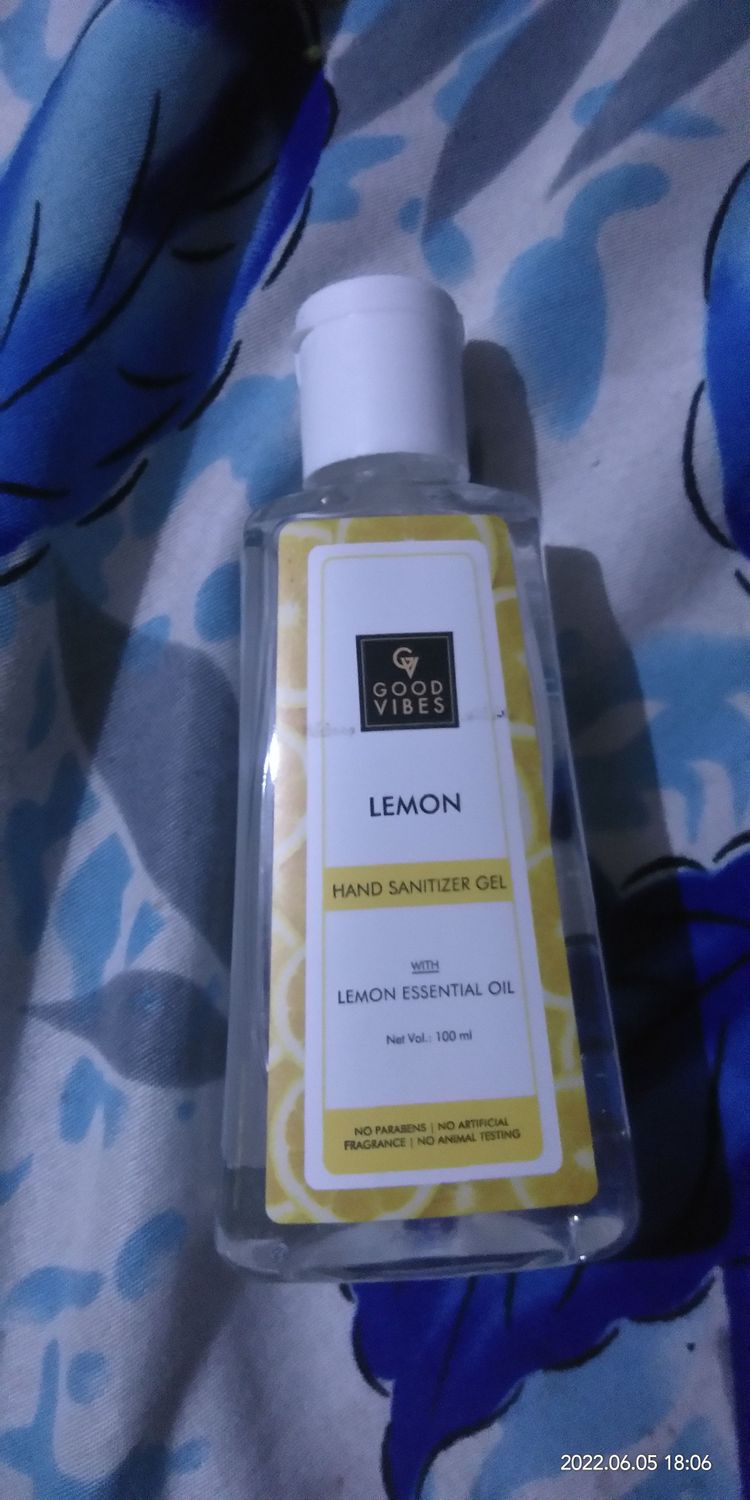 GV
GOOD
VIBES
LEMON
HAND SANITIZER GEL
WITH
LEMON ESSENTIAL OIL
Net Vol.: 100 ml
NO PARABENS | NO ARTIFICIAL
FRAGRANCE | NO ANIMAL TESTING
2022.06.05 18:06